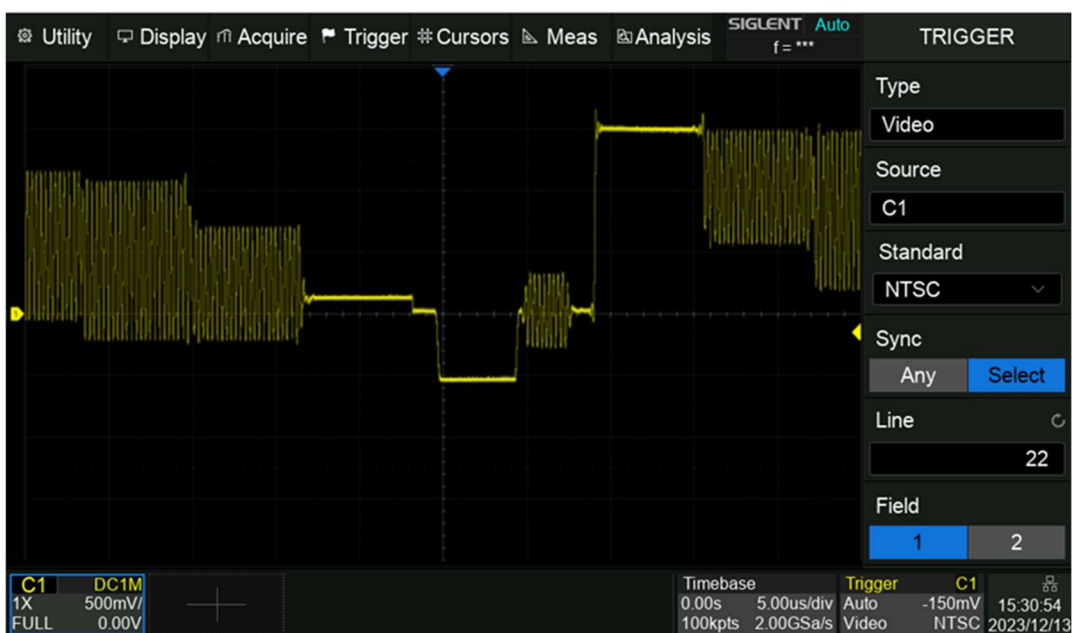 Utility Display Acquire Trigger Cursors Meas Analysis SIGLENT Auto
f = ***
TRIGGER
Type
Video
Source
C1
Standard
NTSC
Sync
Any Select
Line
22
Field
1 2
C1 DC1M
1X 500mV/
FULL 0.00V
Timebase
0.00s 5.00us/div
100kpts 2.00GSa/s
Trigger C1
Auto -150mV
Video NTSC
15:30:54
2023/12/13